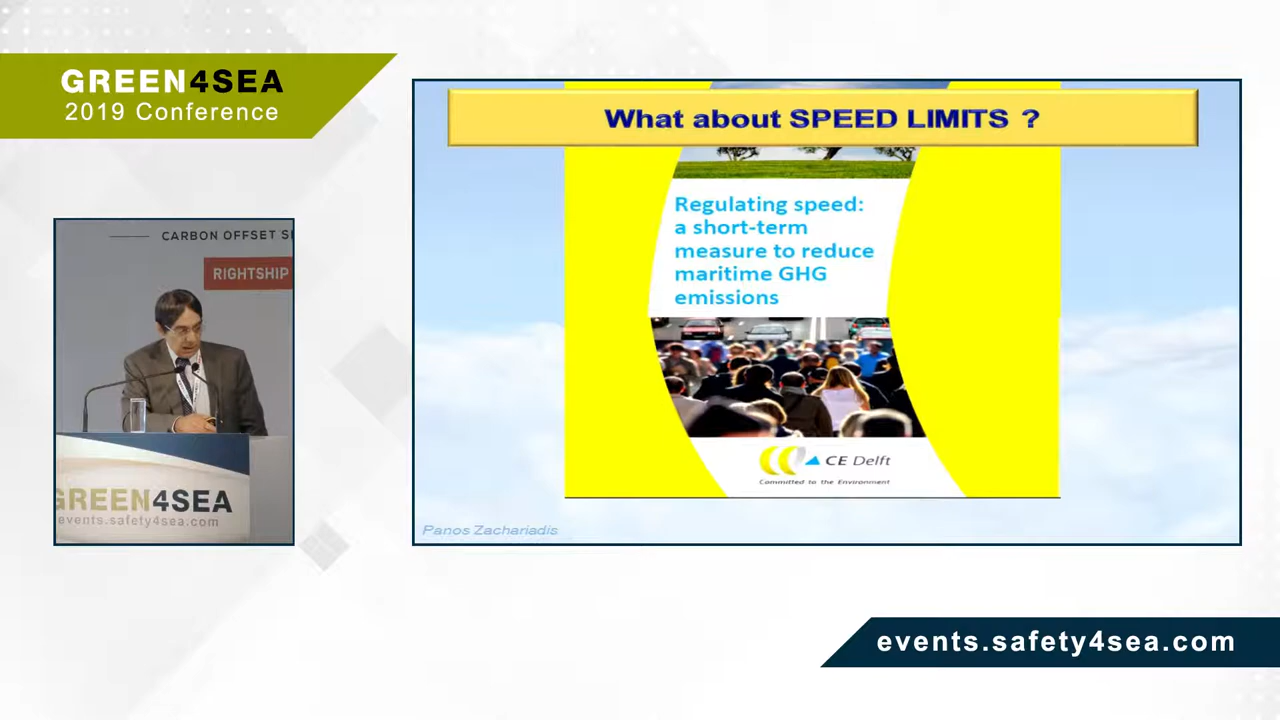 GREEN4SEA
2019 Conference
CARBON OFFSET
RIGHTSHIP
GREEN4SEA
events.safety4sea.com
What about SPEED LIMITS ?
Regulating speed:
a short-term
measure to reduce
maritime GHG
emissions
CE Delft
Committed to the Environment
Panos Zachariadis
events.safety4sea.com